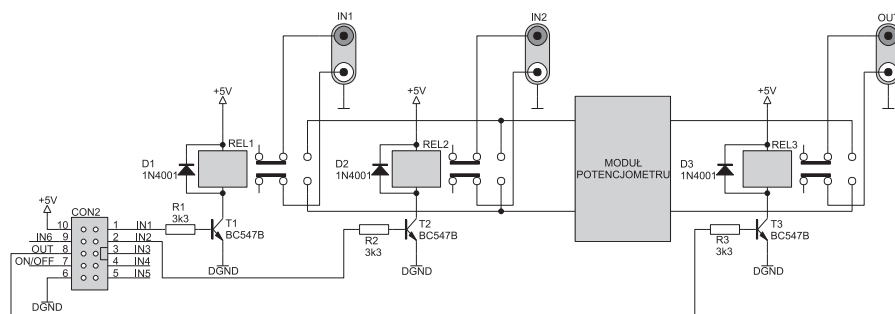 IN1
IN2
OUT
+5V
+5V
+5V
REL1
REL2
REL3
D1
1N4001
D2
1N4001
MODUŁ
POTENCJOMETRU
D3
1N4001
+5V
CON2
R1
3k3
T1
BC547B
R2
3k3
T2
BC547B
R3
3k3
T3
BC547B
10 1 IN1
IN6 9 2 IN2
OUT 8 3 IN3
ON/OFF 7 4 IN4
6 5 IN5
DGND
DGND
DGND
DGND